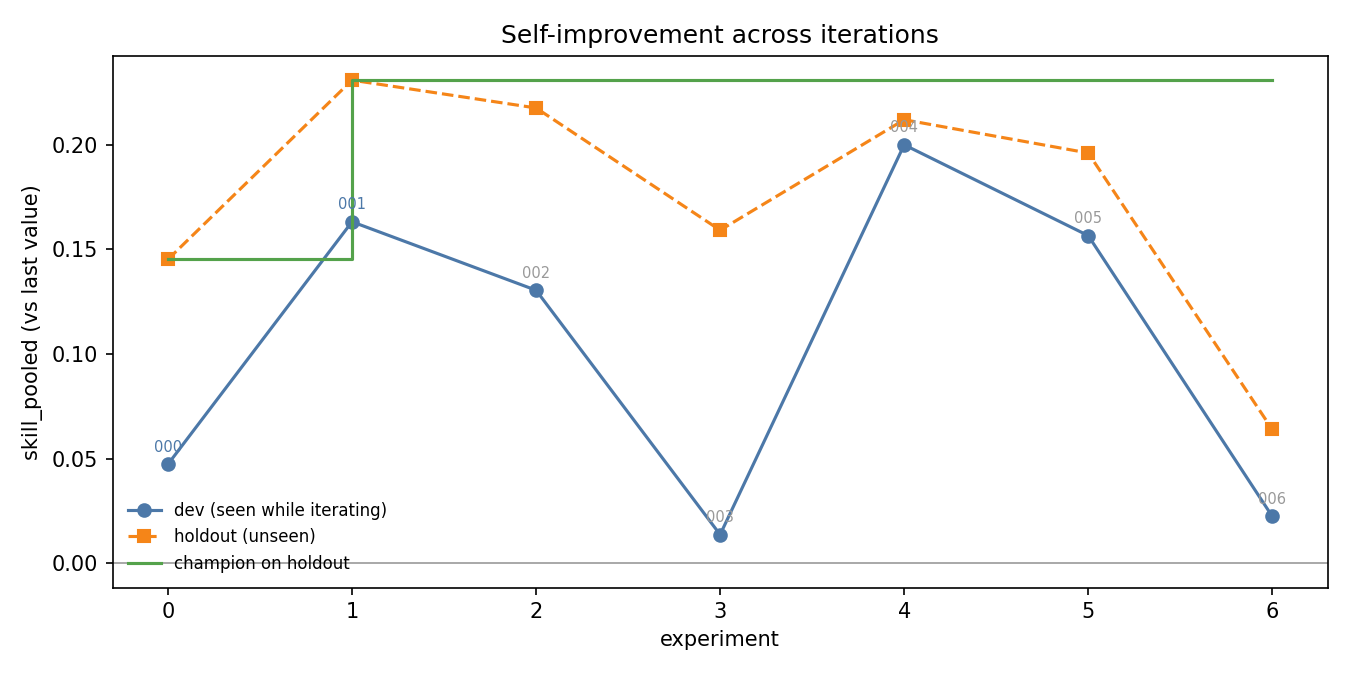 Self-improvement across iterations
skill_pooled (vs last value)
0.20
0.15
0.10
0.05
0.00
000
001
002
003
004
005
006
dev (seen while iterating)
holdout (unseen)
champion on holdout
0 1 2 3 4 5 6
experiment